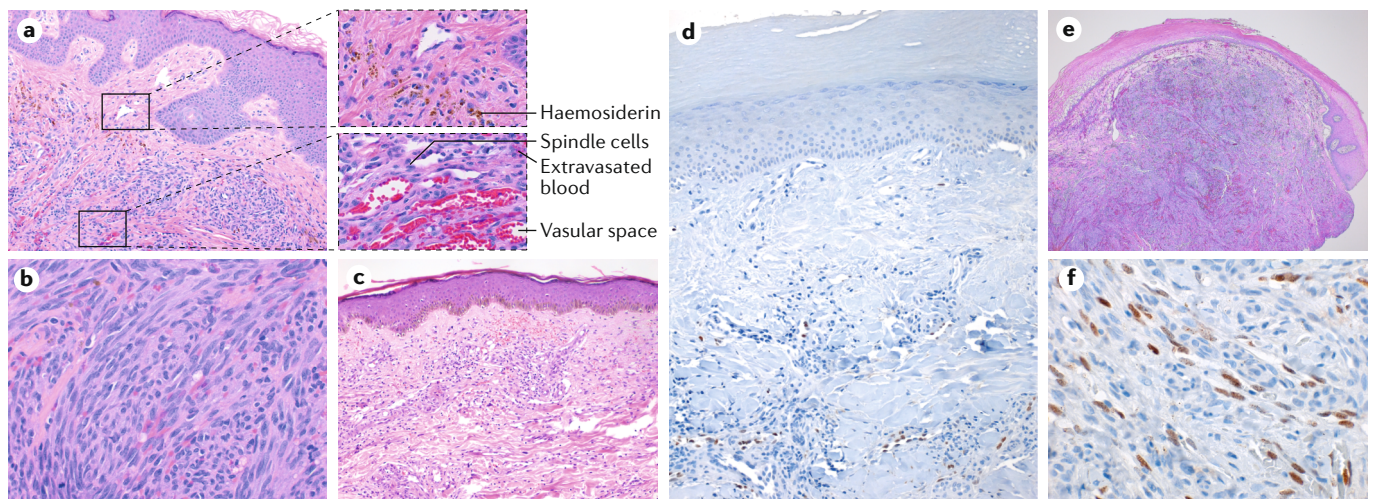 a
Haemosiderin
Spindle cells
Extravasated
blood
Vasular space
b
c
d
e
f